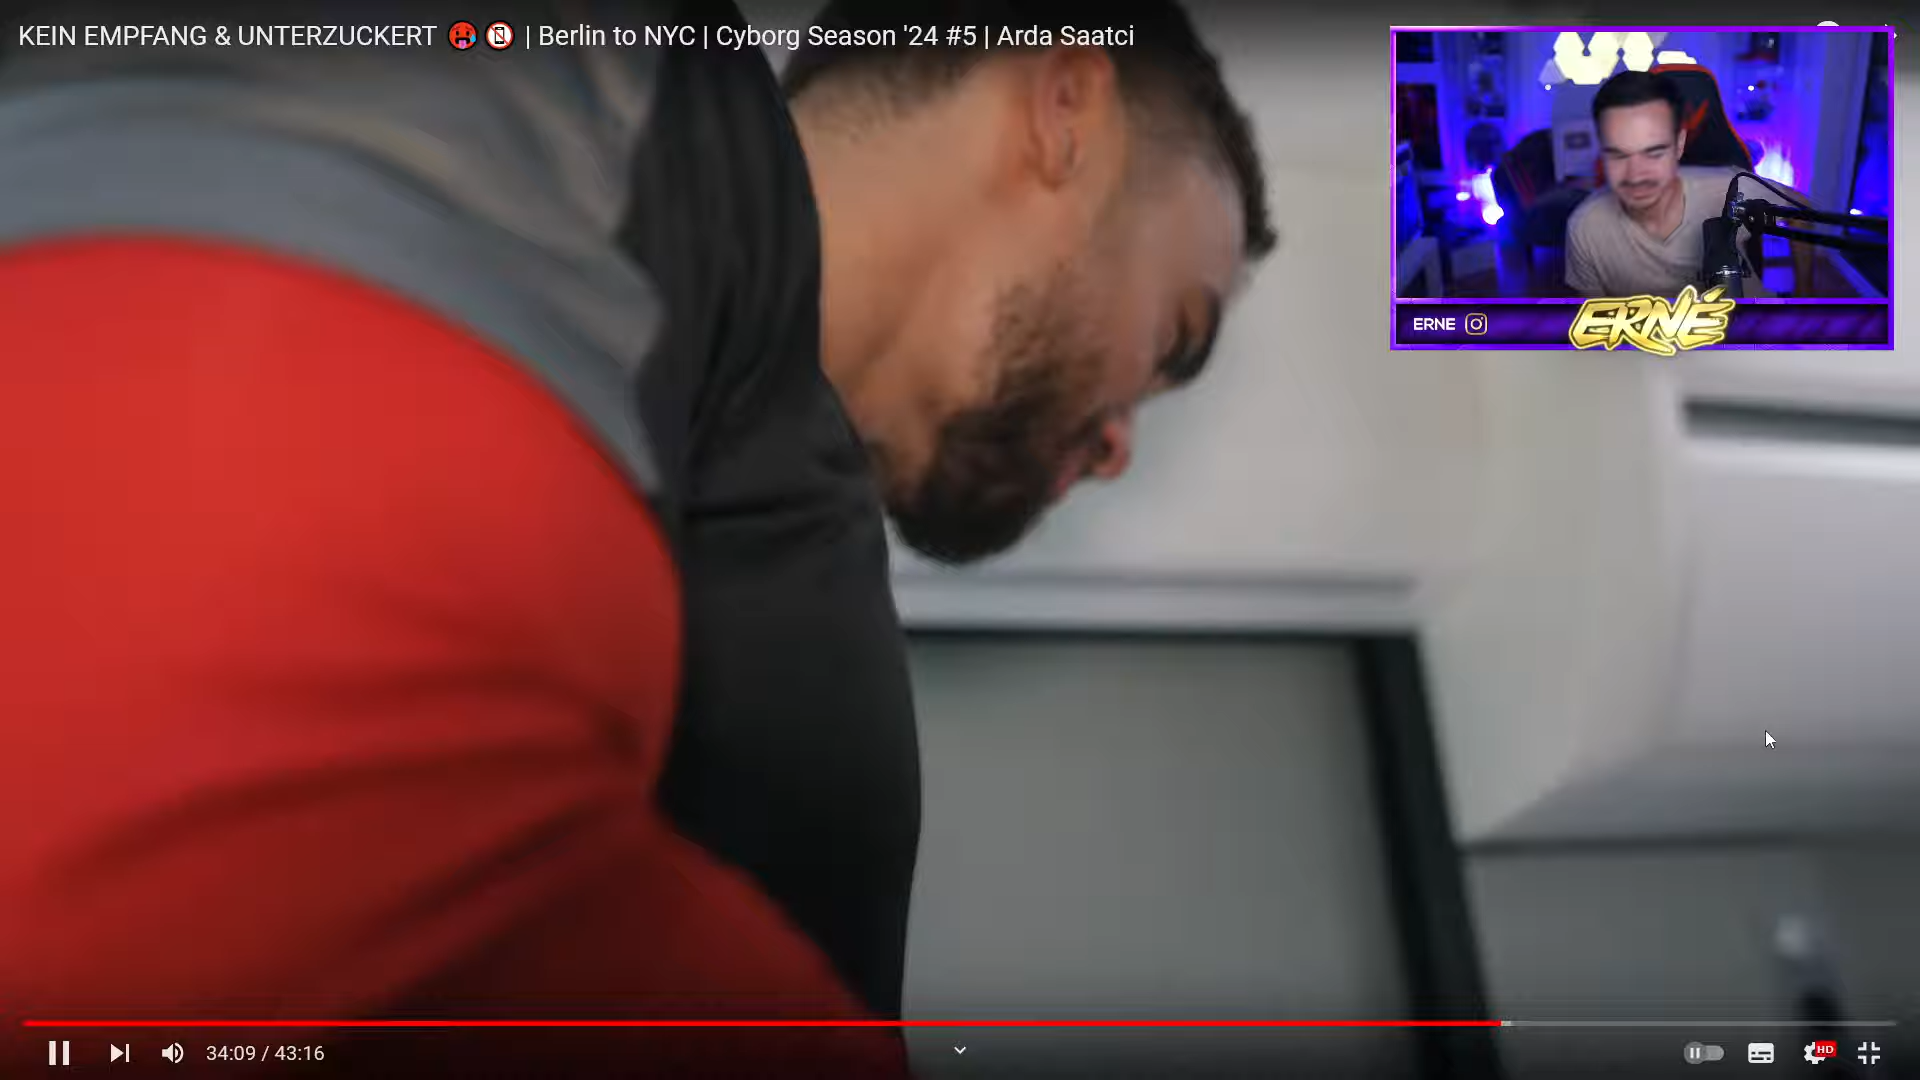 KEIN EMPFANG & UNTERZUCKERT 🥵📵 | Berlin to NYC | Cyborg Season '24 #5 | Arda Saatci
ERNE
ERNÉ
34:09 / 43:16
HD